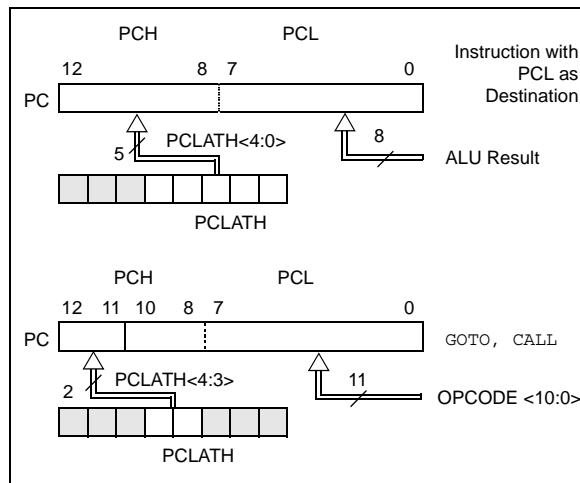 PCH PCL
12 8 7 0
Instruction with
PCL as
Destination
PC
5 PCLATH<4:0>
8
ALU Result
PCLATH
PCH PCL
12 11 10 8 7 0
PC
GOTO, CALL
2 PCLATH<4:3>
11
OPCODE <10:0>
PCLATH